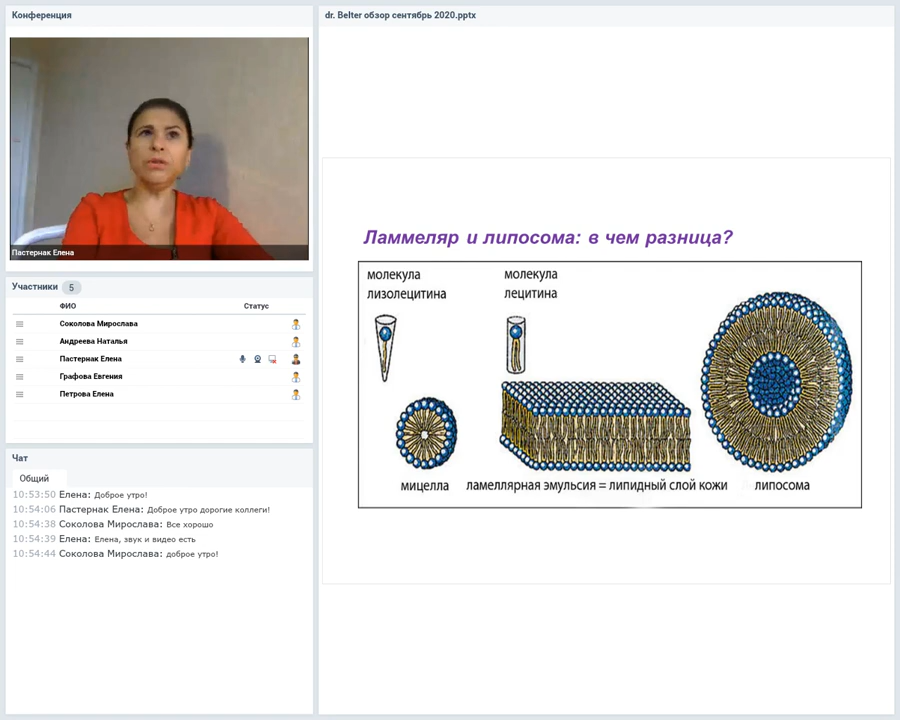 Конференция
Пастернак Елена
Участники 5
ФИО Статус
Соколова Мирослава
Андреева Наталья
Пастернак Елена
Графова Евгения
Петрова Елена
Чат
Общий
10:53:50 Елена: Доброе утро!
10:54:06 Пастернак Елена: Доброе утро дорогие коллеги!
10:54:38 Соколова Мирослава: Все хорошо
10:54:39 Елена: Елена, звук и видео есть
10:54:44 Соколова Мирослава: доброе утро!
dr. Belter обзор сентябрь 2020.pptx
Ламмеляр и липосома: в чем разница?
молекула
лизолецитина
молекула
лецитина
мицелла
ламеллярная эмульсия = липидный слой кожи
липосома